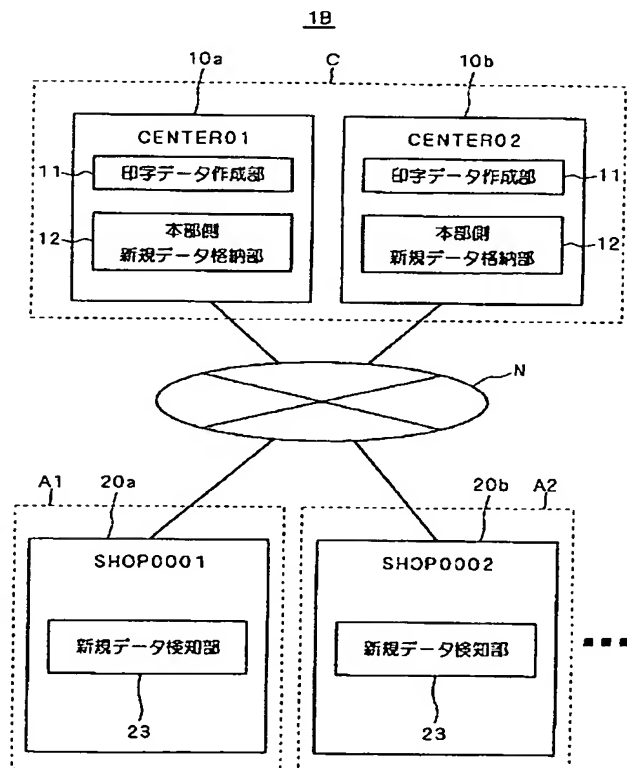 1B
10a
C
10b
CENTER01
CENTER02
11
印字データ作成部
印字データ作成部
11
12
本部側
新規データ格納部
本部側
新規データ格納部
12
N
A1
20a
20b
A2
SHOP0001
SHOP0002
新規データ検知部
新規データ検知部
23
23